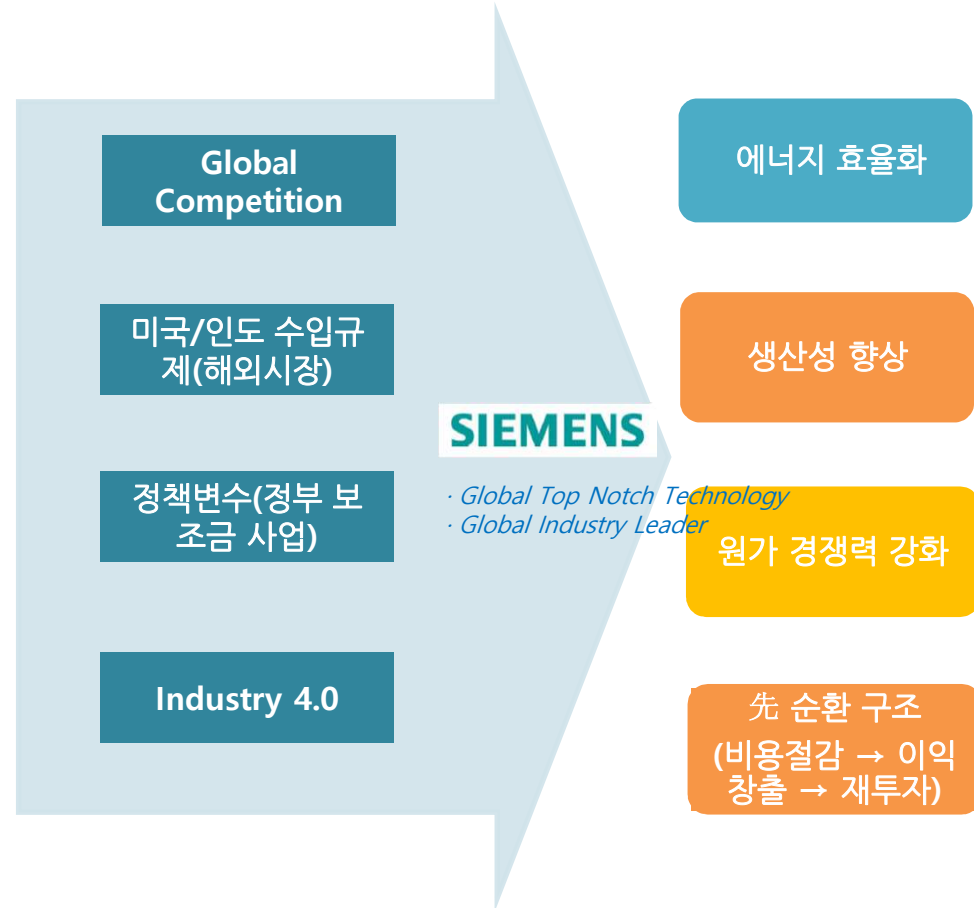 Global
Competition
미국/인도 수입규
제(해외시장)
정책변수(정부 보
조금 사업)
Industry 4.0
SIEMENS
· Global Top Notch Technology
· Global Industry Leader
에너지 효율화
생산성 향상
원가 경쟁력 강화
先 순환 구조
(비용절감 → 이익
창출 → 재투자)